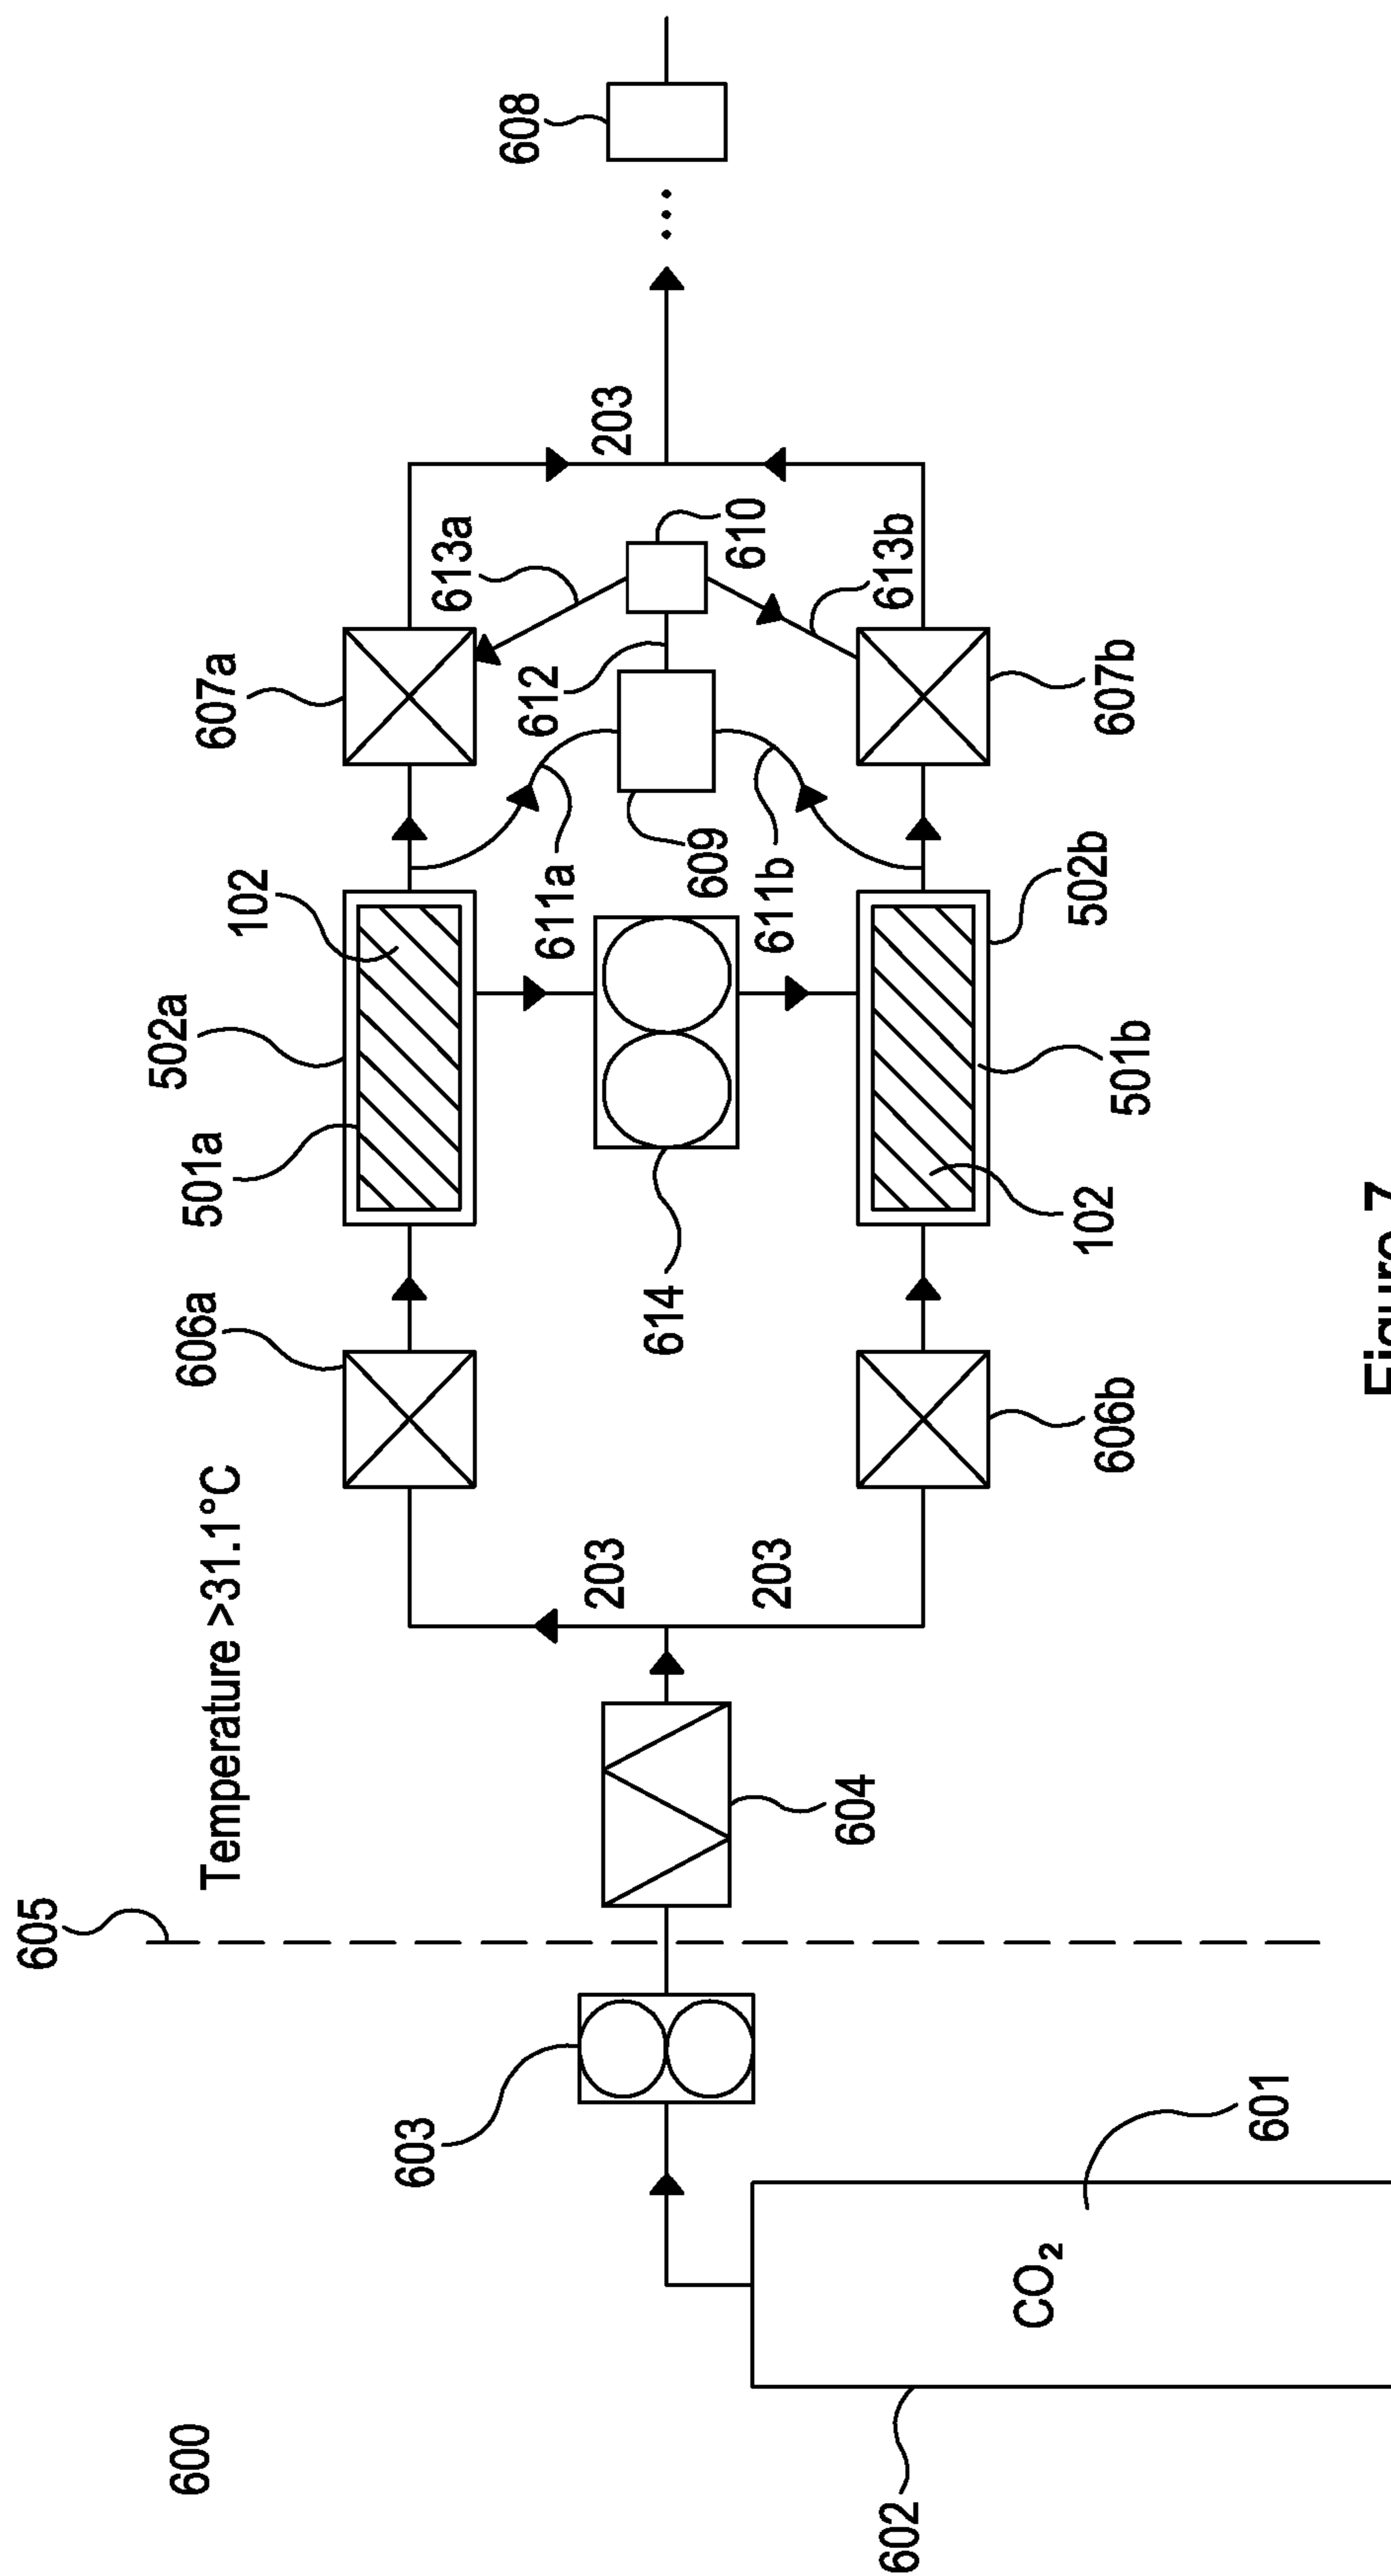 600
605
Temperature >31.1°C
606a
501a
502a
102
607a
603
604
203
203
614
611a
609
611b
612
613a
610
613b
203
608
602
CO₂
601
606b
102
501b
502b
607b
Figure 7